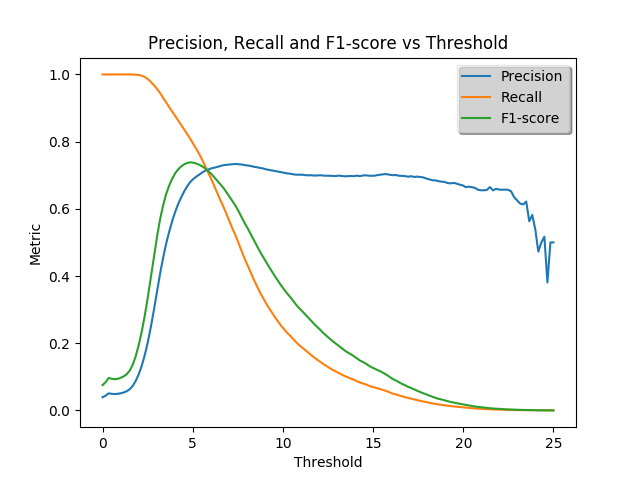 Precision, Recall and F1-score vs Threshold
Precision
Recall
F1-score
Metric
1.0
0.8
0.6
0.4
0.2
0.0
0
5
10
15
20
25
Threshold